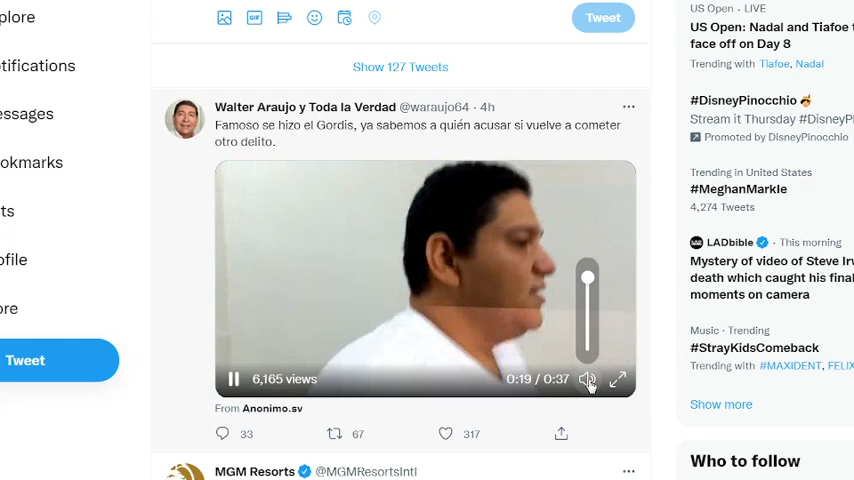 plore
tifications
essages
okmarks
ts
ofile
ore
Tweet
GIF
Tweet
Show 127 Tweets
Walter Araujo y Toda la Verdad @waraujo64 · 4h
Famoso se hizo el Gordis, ya sabemos a quién acusar si vuelve a cometer
otro delito.
6,165 views
0:19 / 0:37
From Anonimo.sv
33
67
317
MGM Resorts @MGMResortsIntl
US Open · LIVE
US Open: Nadal and Tiafoe t
face off on Day 8
Trending with Tiafoe, Nadal
#DisneyPinocchio
Stream it Thursday #DisneyP
Promoted by DisneyPinocchio
Trending in United States
#MeghanMarkle
4,274 Tweets
LADbible · This morning
Mystery of video of Steve Irw
death which caught his final
moments on camera
Music · Trending
#StrayKidsComeback
Trending with #MAXIDENT, FELIX
Show more
Who to follow